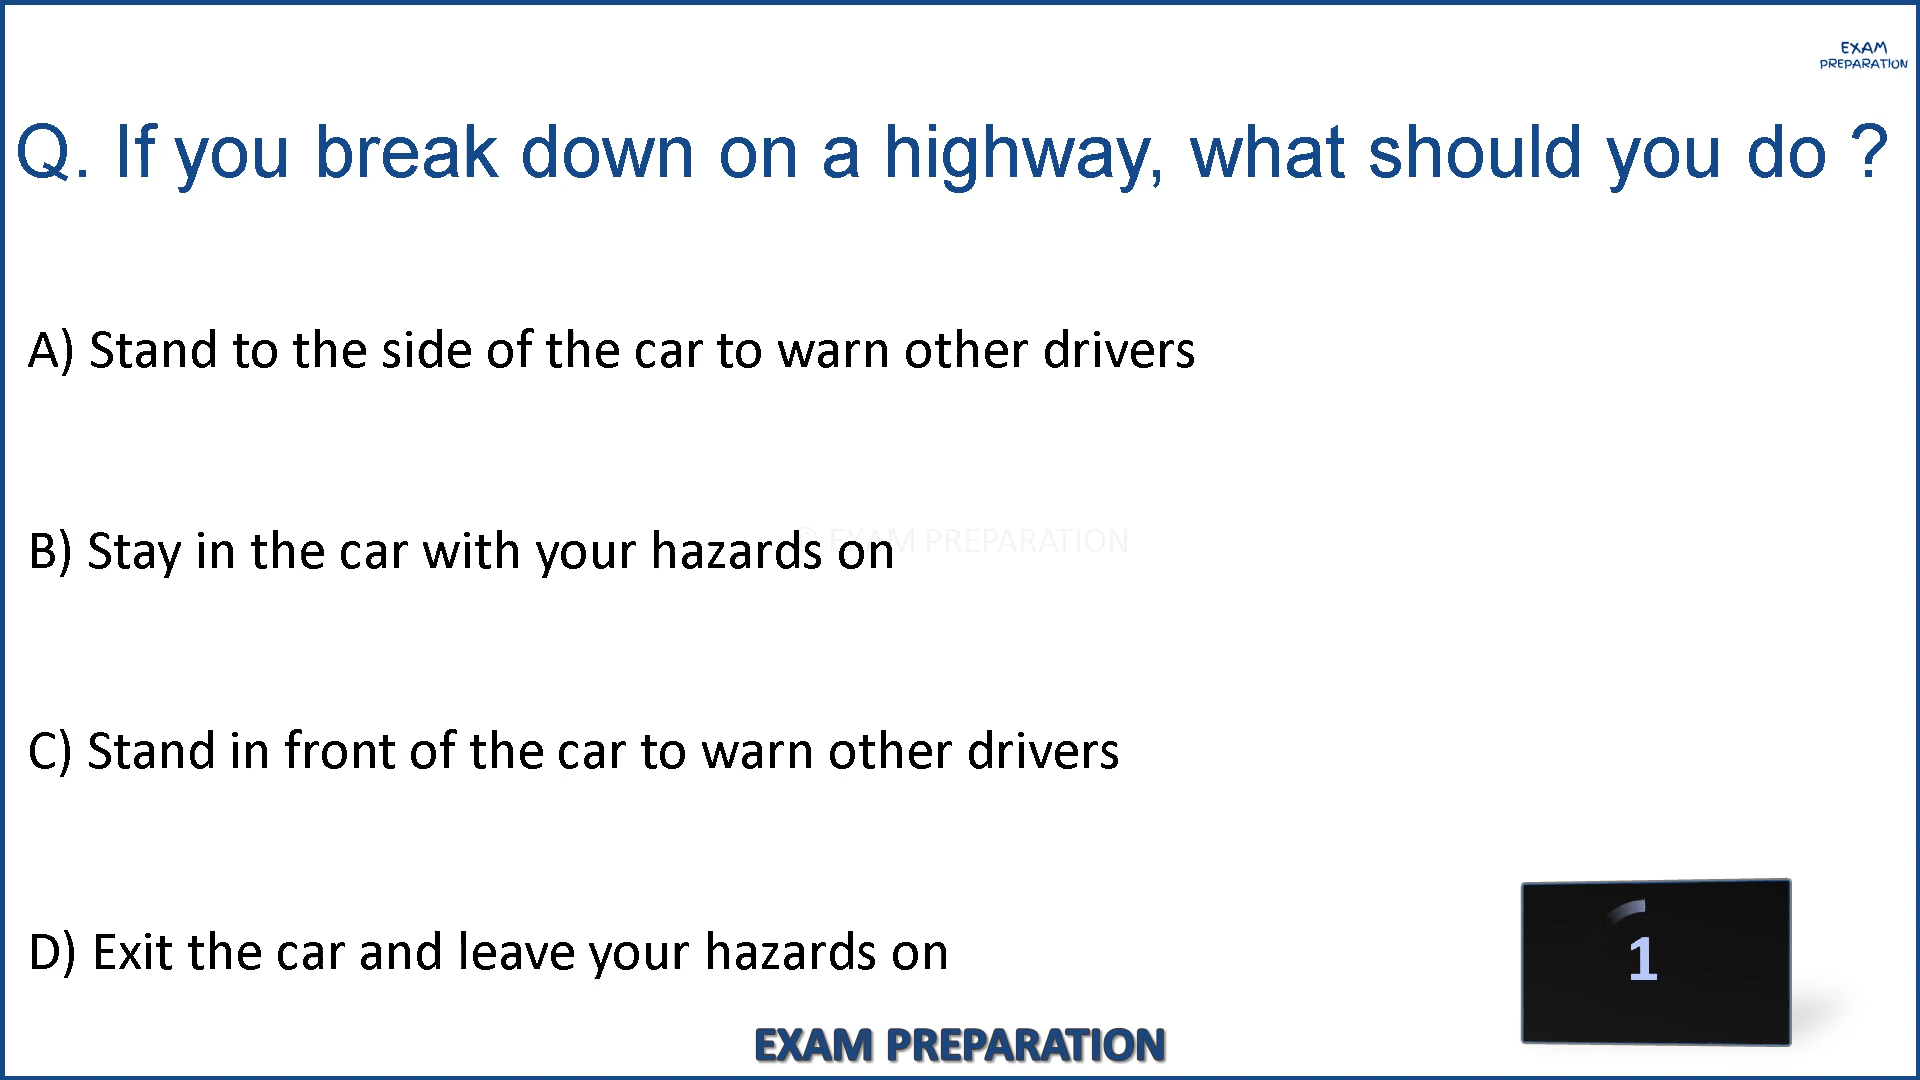 EXAM
PREPARATION
Q. If you break down on a highway, what should you do ?
A) Stand to the side of the car to warn other drivers
B) Stay in the car with your hazards on
© EXAM PREPARATION
C) Stand in front of the car to warn other drivers
D) Exit the car and leave your hazards on
1
EXAM PREPARATION